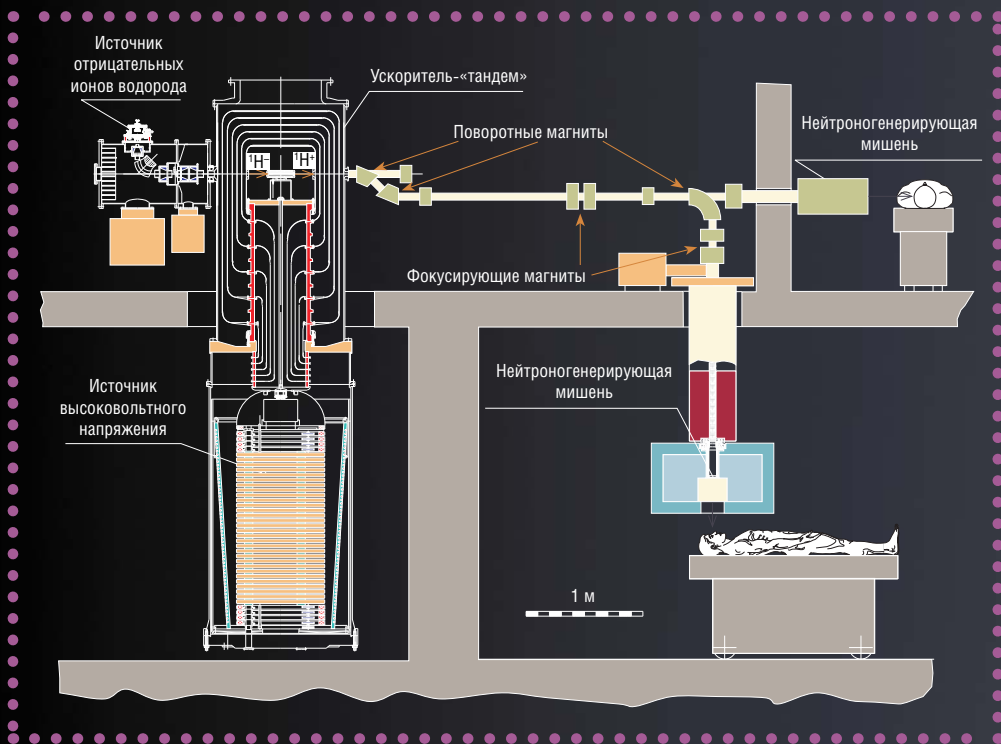 Источник
отрицательных
ионов водорода
Ускоритель-«тандем»
Поворотные магниты
Нейтроногенерирующая
мишень
¹H⁻
¹H⁺
Фокусирующие магниты
Источник
высоковольтного
напряжения
Нейтроногенерирующая
мишень
1 м